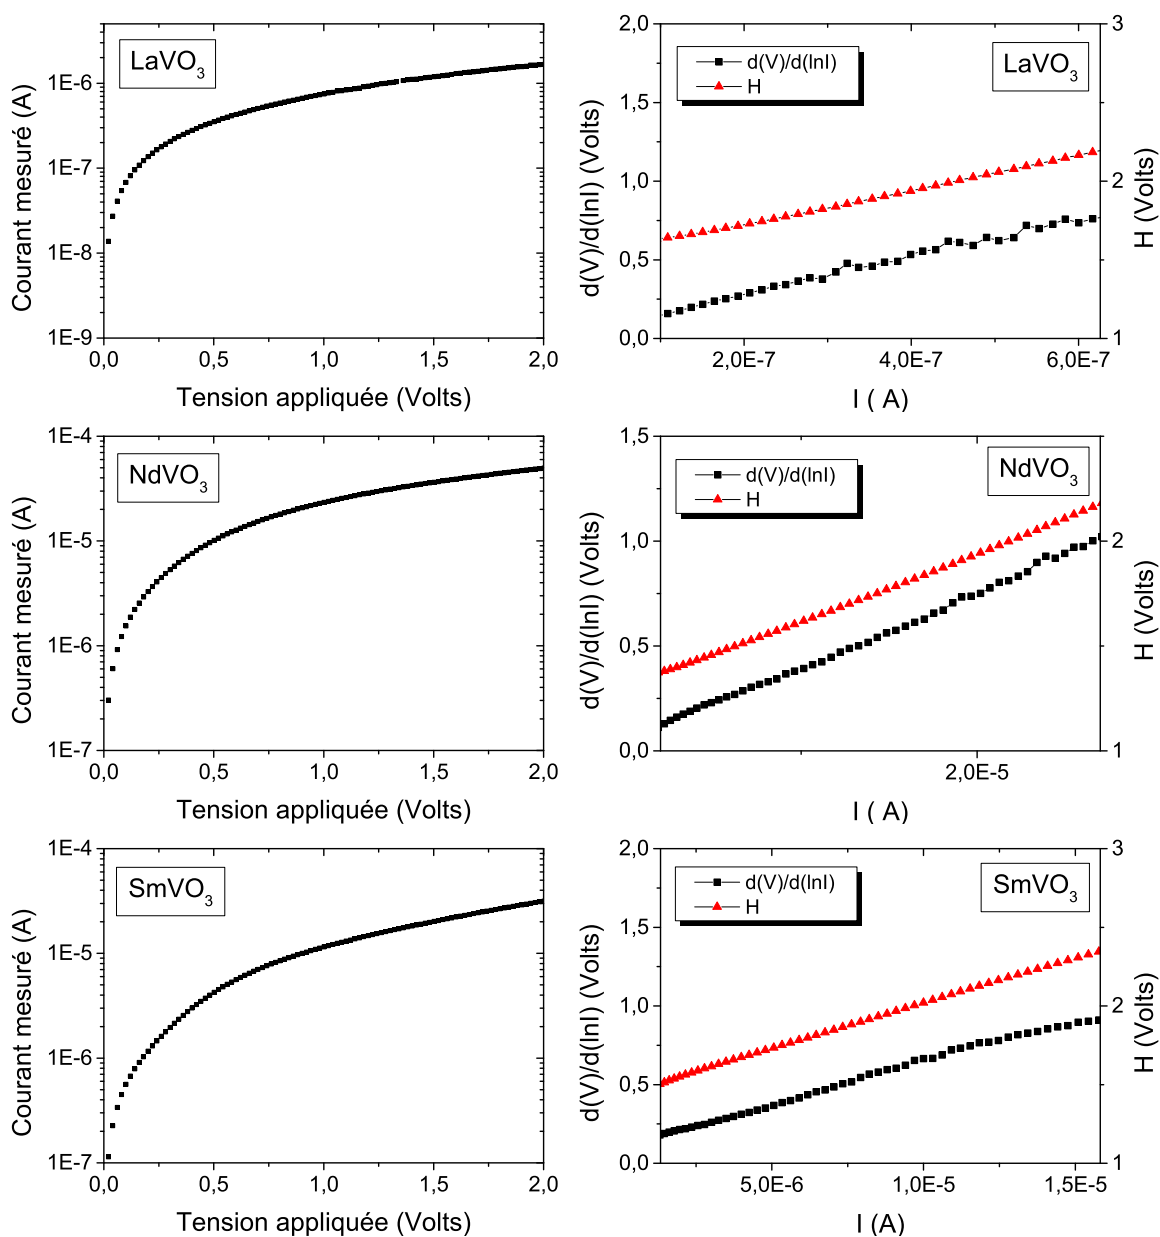 LaVO3
1E-6
1E-7
1E-8
1E-9
0,0 0,5 1,0 1,5 2,0
Courant mesuré (A)
Tension appliquée (Volts)
d(V)/d(lnI)
H
LaVO3
2,0
1,5
1,0
0,5
0,0
3
2
1
2,0E-7 4,0E-7 6,0E-7
d(V)/d(lnI) (Volts)
H (Volts)
I ( A)
NdVO3
1E-4
1E-5
1E-6
1E-7
0,0 0,5 1,0 1,5 2,0
Courant mesuré (A)
Tension appliquée (Volts)
d(V)/d(lnI)
H
NdVO3
1,5
1,0
0,5
0,0
2
1
2,0E-5
d(V)/d(lnI) (Volts)
H (Volts)
I ( A)
SmVO3
1E-4
1E-5
1E-6
1E-7
0,0 0,5 1,0 1,5 2,0
Courant mesuré (A)
Tension appliquée (Volts)
d(V)/d(lnI)
H
SmVO3
2,0
1,5
1,0
0,5
0,0
3
2
1
5,0E-6 1,0E-5 1,5E-5
d(V)/d(lnI) (Volts)
H (Volts)
I (A)